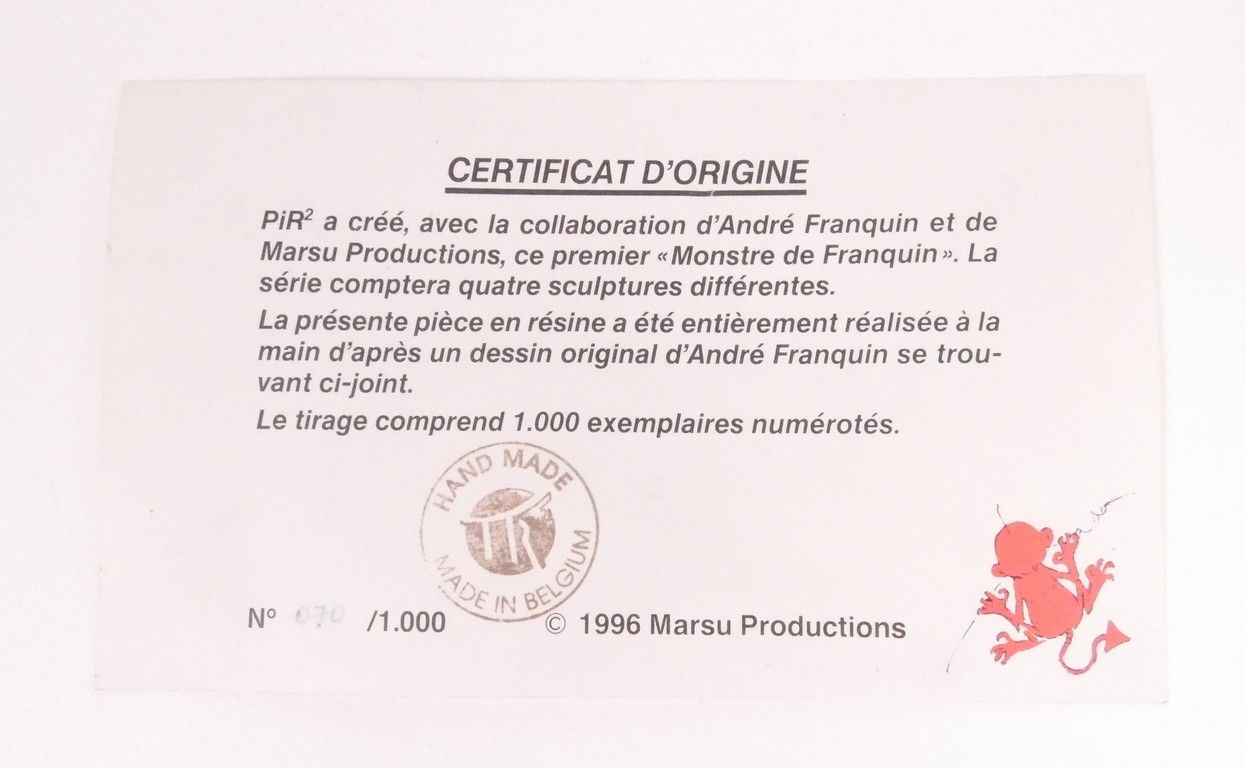 CERTIFICAT D'ORIGINE
PiR² a créé, avec la collaboration d'André Franquin et de
Marsu Productions, ce premier «Monstre de Franquin». La
série comptera quatre sculptures différentes.
La présente pièce en résine a été entièrement réalisée à la
main d'après un dessin original d'André Franquin se trou-
vant ci-joint.
Le tirage comprend 1.000 exemplaires numérotés.
HAND MADE
MADE IN BELGIUM
N° 070 /1.000
© 1996 Marsu Productions